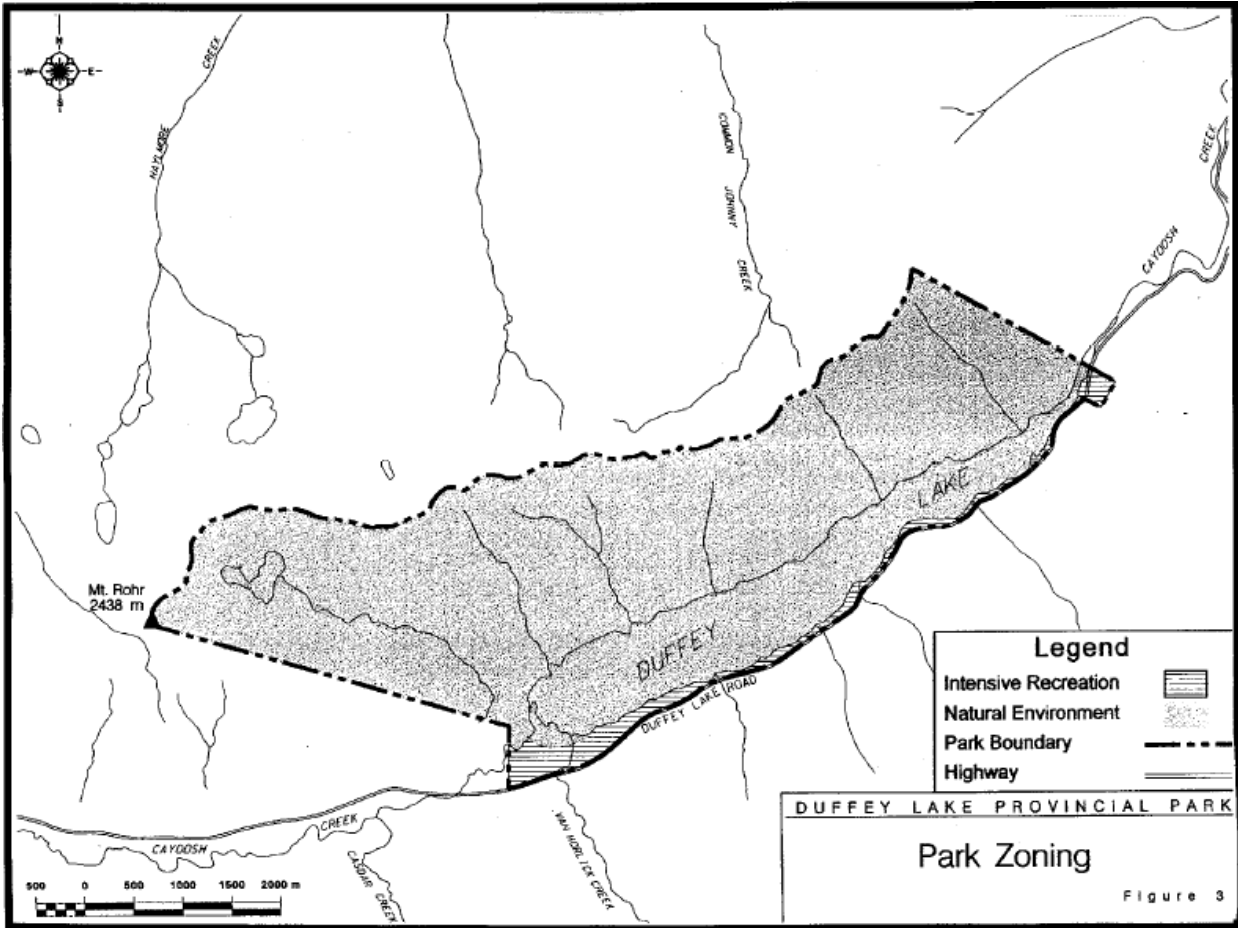 N
W E
S
HAYLMORE CREEK
COMMON JOHNNY CREEK
CAYOOSH CREEK
Mt. Rohr
2438 m
DUFFEY LAKE
DUFFEY LAKE ROAD
CAYOOSH CREEK
CASDAR CREEK
VAN HORLICK CREEK
500 0 500 1000 1500 2000 m
Legend
Intensive Recreation
Natural Environment
Park Boundary
Highway
DUFFEY LAKE PROVINCIAL PARK
Park Zoning
Figure 3